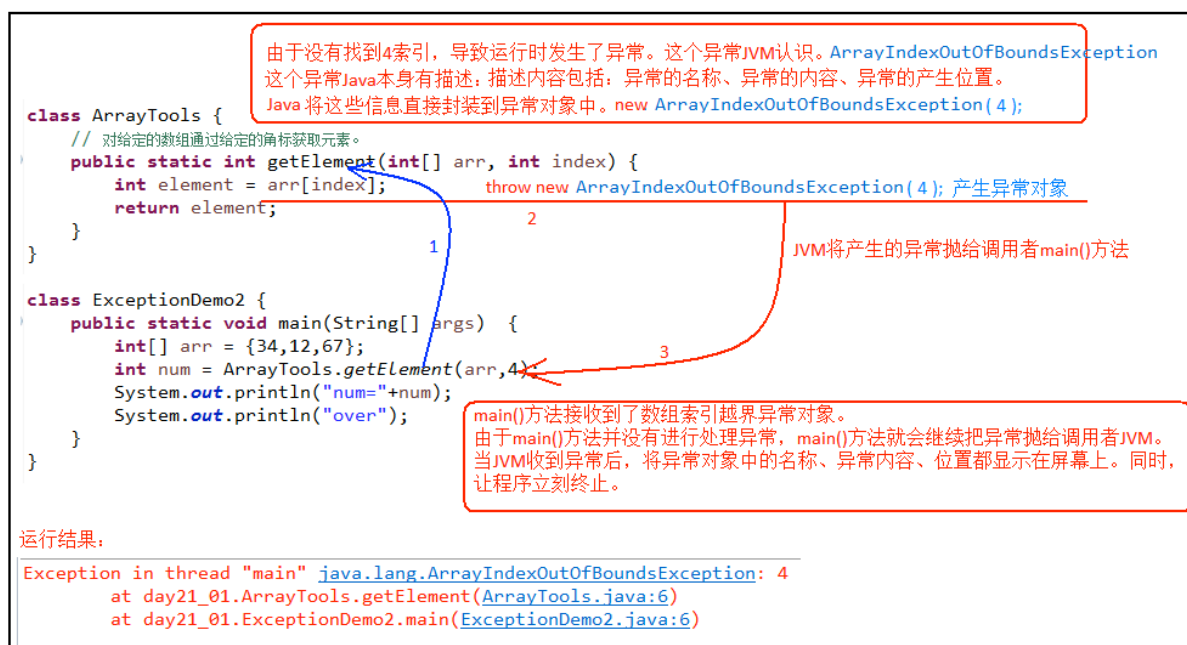 由于没有找到4索引，导致运行时发生了异常。这个异常JVM认识。ArrayIndexOutOfBoundsException
这个异常Java本身有描述：描述内容包括：异常的名称、异常的内容、异常的产生位置。
Java 将这些信息直接封装到异常对象中。new ArrayIndexOutOfBoundsException( 4 );
class ArrayTools {
// 对给定的数组通过给定的角标获取元素。
public static int getElement(int[] arr, int index) {
int element = arr[index];
throw new ArrayIndexOutOfBoundsException( 4 ); 产生异常对象
return element;
2
}
1
JVM将产生的异常抛给调用者main()方法
}
class ExceptionDemo2 {
public static void main(String[] args) {
int[] arr = {34,12,67};
3
int num = ArrayTools.getElement(arr,4);
System.out.println("num="+num);
System.out.println("over");
}
}
main()方法接收到了数组索引越界异常对象。
由于main()方法并没有进行处理异常，main()方法就会继续把异常抛给调用者JVM。
当JVM收到异常后，将异常对象中的名称、异常内容、位置都显示在屏幕上。同时，
让程序立刻终止。
运行结果：
Exception in thread "main" java.lang.ArrayIndexOutOfBoundsException: 4
at day21_01.ArrayTools.getElement(ArrayTools.java:6)
at day21_01.ExceptionDemo2.main(ExceptionDemo2.java:6)